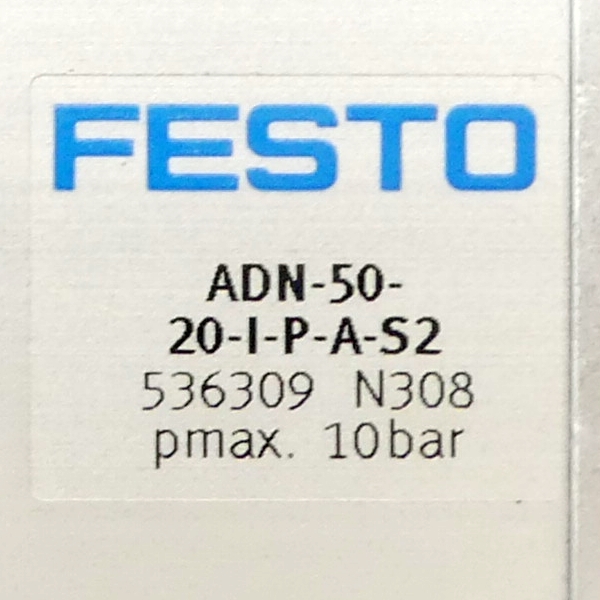 FESTO
ADN-50-
20-I-P-A-S2
536309 N308
pmax. 10bar